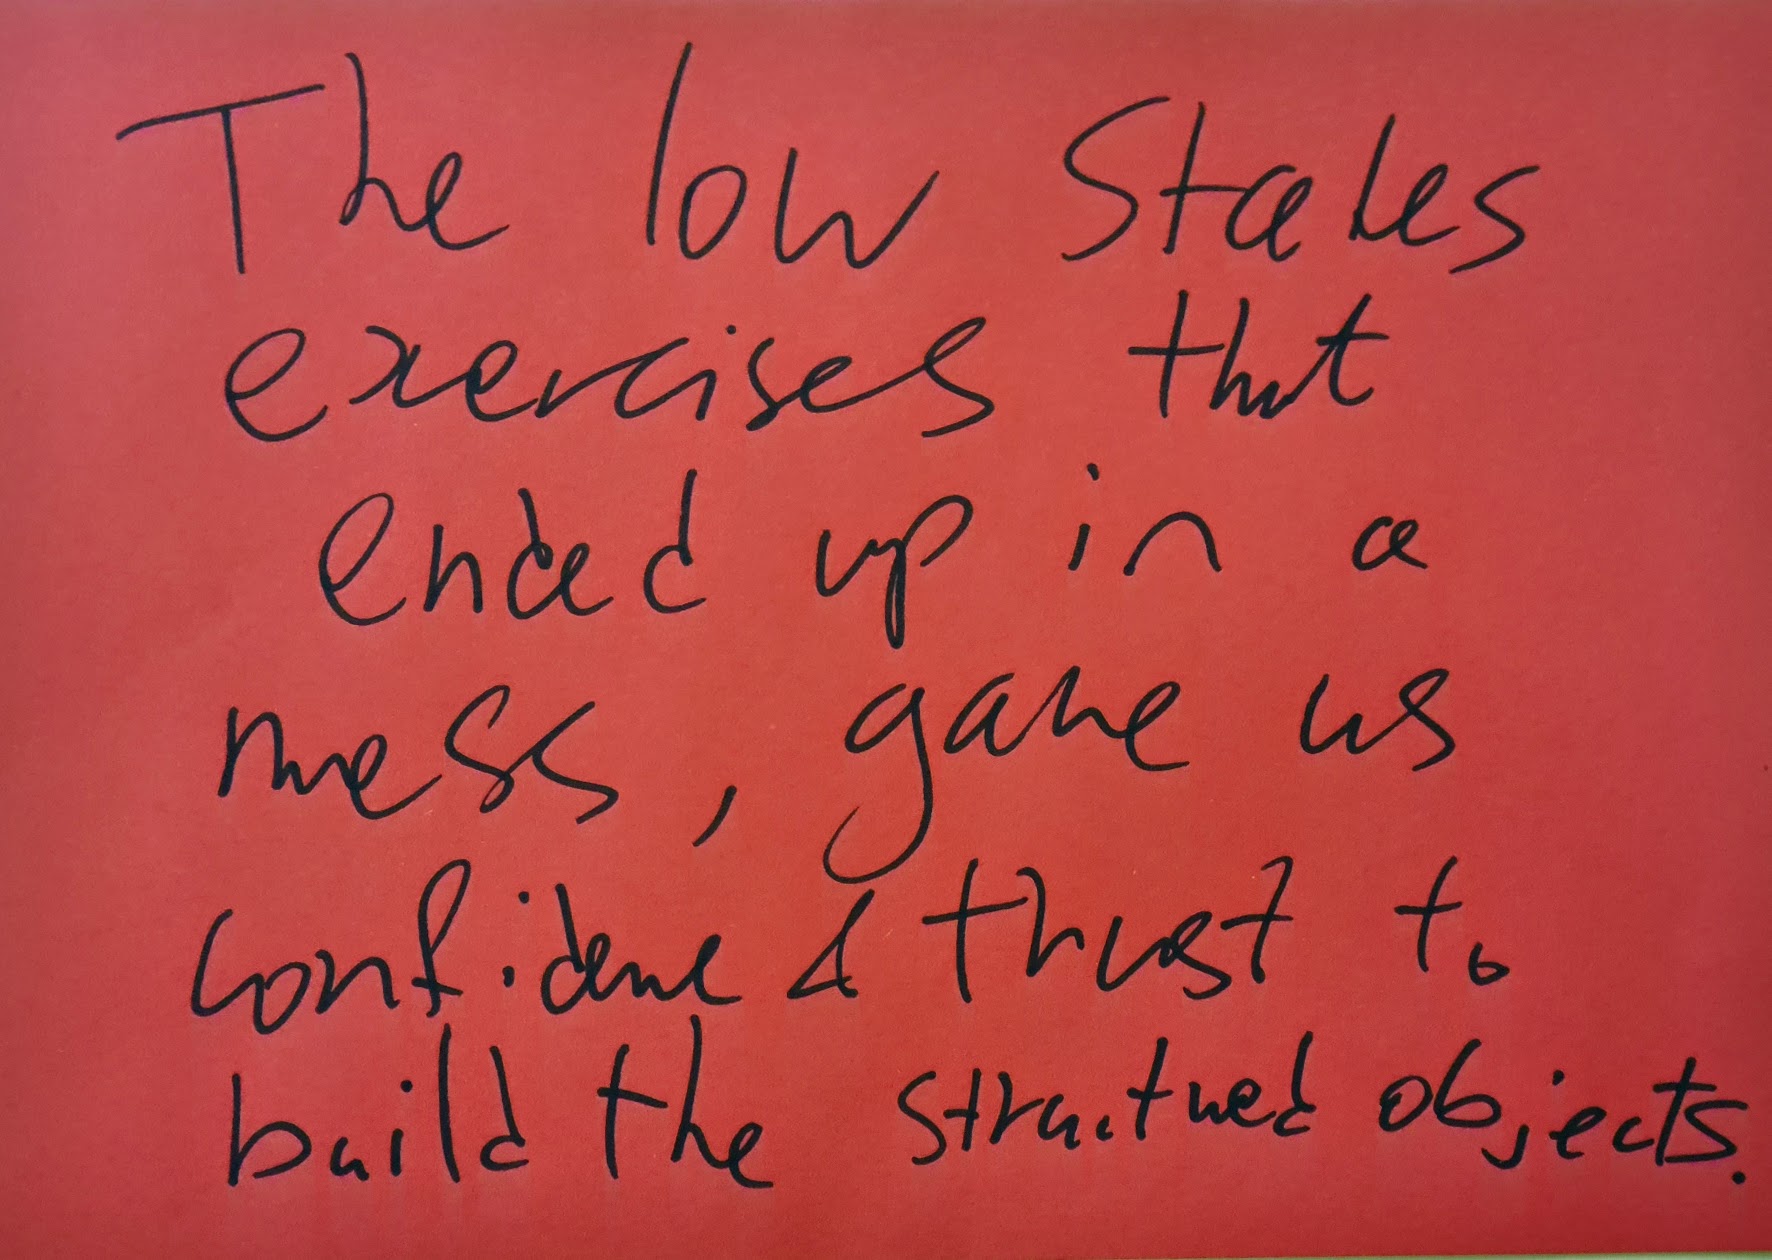 The low stakes
exercises that
ended up in a
mess, gave us
confidence & trust to
build the structured objects.